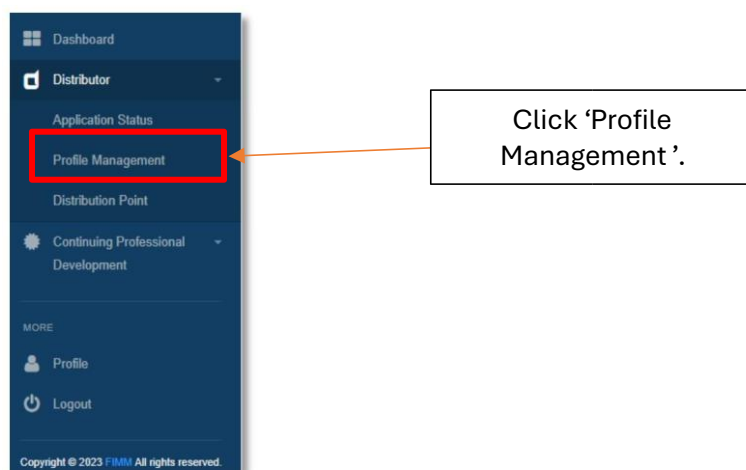 Dashboard
Distributor
Application Status
Profile Management
Distribution Point
Continuing Professional
Development
MORE
Profile
Logout
Copyright © 2023 FIMM All rights reserved.
Click ‘Profile
Management ’.